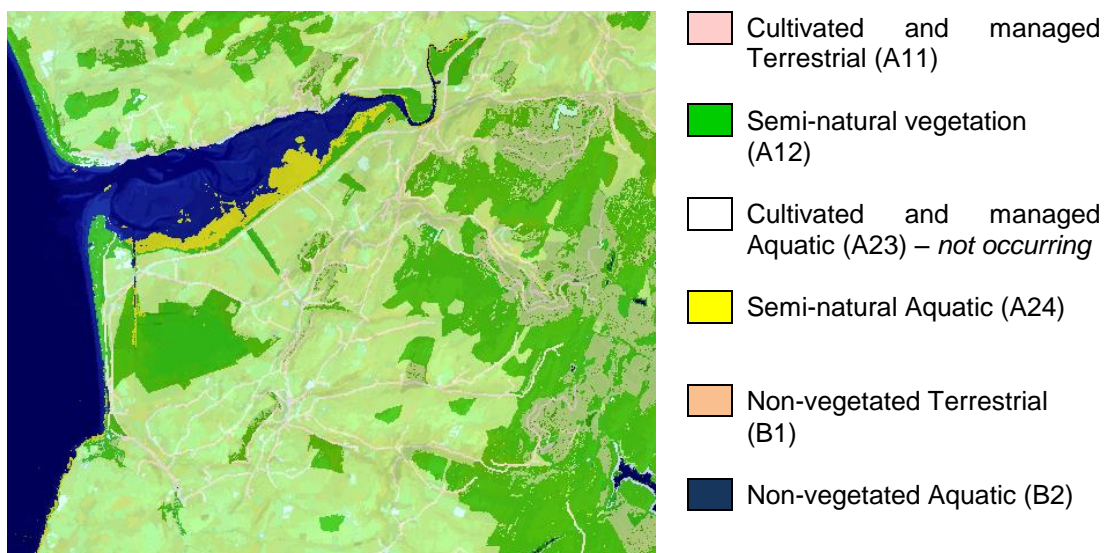 Cultivated and managed
Terrestrial (A11)
Semi-natural vegetation
(A12)
Cultivated and managed
Aquatic (A23) – not occurring
Semi-natural Aquatic (A24)
Non-vegetated Terrestrial
(B1)
Non-vegetated Aquatic (B2)